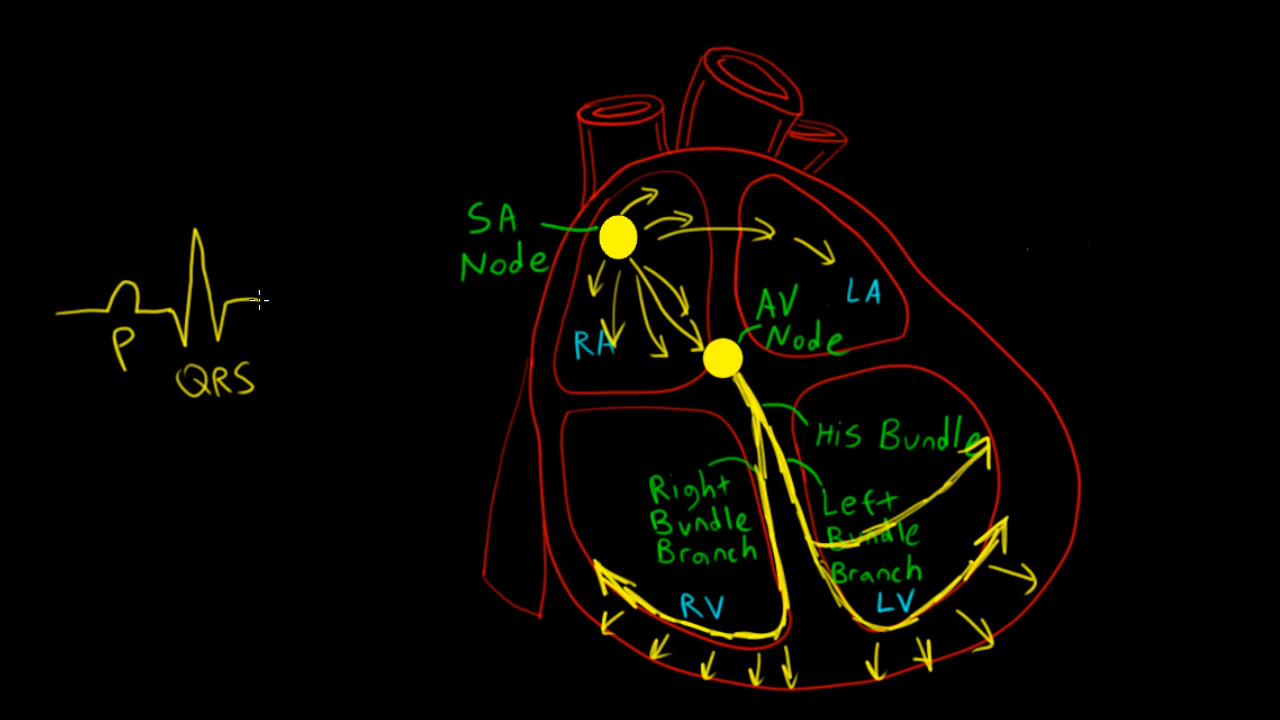 SA
Node
RA
LA
AV
Node
P
QRS
His Bundle
Right
Bundle
Branch
Left
Bundle
Branch
RV
LV